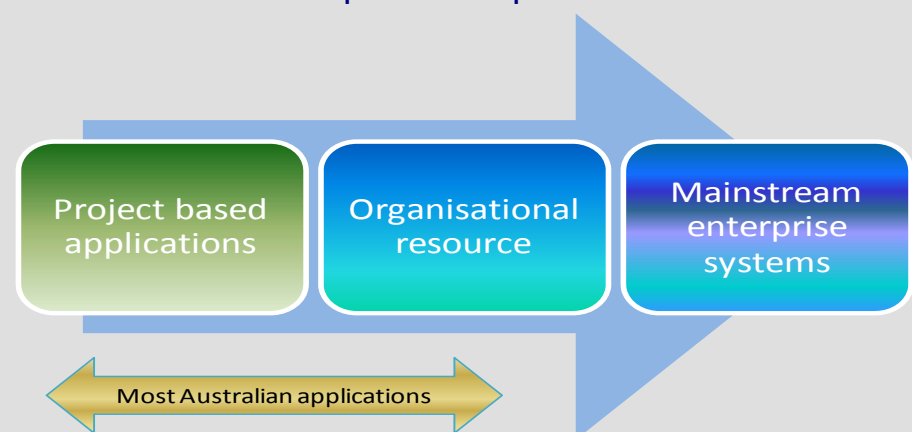 Project based
applications
Organisational
resource
Mainstream
enterprise
systems
Most Australian applications